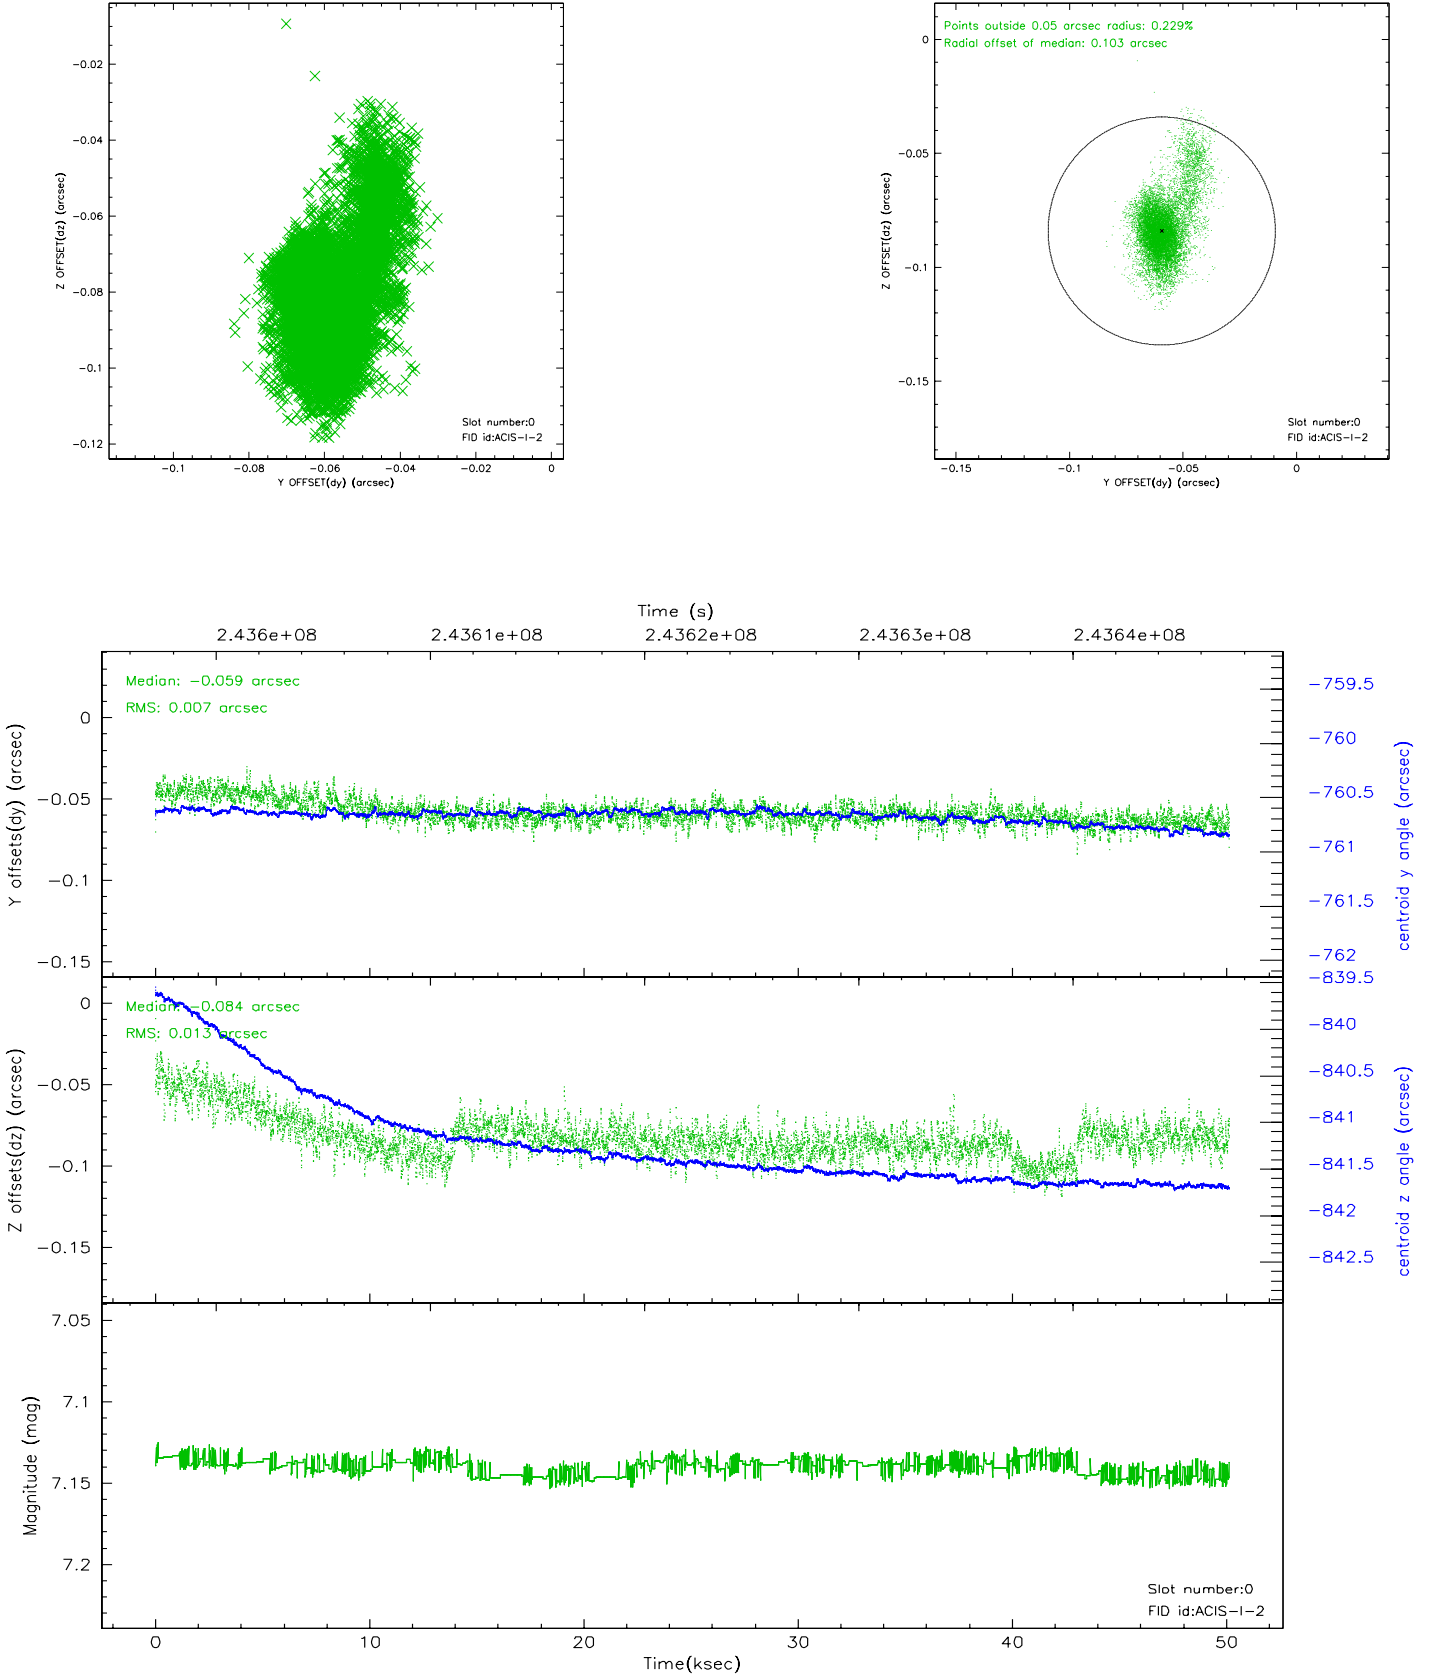 -0.02
-0.04
-0.06
-0.08
-0.1
-0.12
Z OFFSET(dz) (arcsec)
-0.1
-0.08
-0.06
-0.04
-0.02
0
Y OFFSET(dy) (arcsec)
Slot number:0
FID id:ACIS-I-2
Points outside 0.05 arcsec radius: 0.229%
Radial offset of median: 0.103 arcsec
0
-0.05
-0.1
-0.15
Z OFFSET(dz) (arcsec)
-0.15
-0.1
-0.05
0
Y OFFSET(dy) (arcsec)
Slot number:0
FID id:ACIS-I-2
Time (s)
2.436e+08
2.4361e+08
2.4362e+08
2.4363e+08
2.4364e+08
Median: -0.059 arcsec
RMS: 0.007 arcsec
0
-0.05
-0.1
-0.15
Y offsets(dy) (arcsec)
-759.5
-760
-760.5
-761
-761.5
-762
centroid y angle (arcsec)
Median: -0.084 arcsec
RMS: 0.013 arcsec
0
-0.05
-0.1
-0.15
Z offsets(dz) (arcsec)
-839.5
-840
-840.5
-841
-841.5
-842
-842.5
centroid z angle (arcsec)
7.05
7.1
7.15
7.2
Magnitude (mag)
Slot number:0
FID id:ACIS-I-2
0
10
20
30
40
50
Time(ksec)